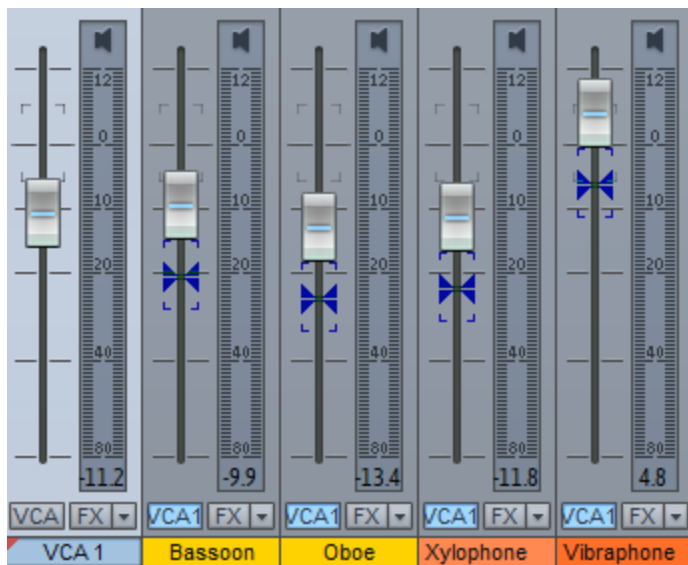 12 12 12 12 12
0 0 0 0 0
10 10 10 10 10
20 20 20 20 20
40 40 40 40 40
80 80 80 80 80
-11.2 -9.9 -13.4 -11.8 4.8
VCA FX VCA1 FX VCA1 FX VCA1 FX VCA1 FX
VCA 1 Bassoon Oboe Xylophone Vibraphone